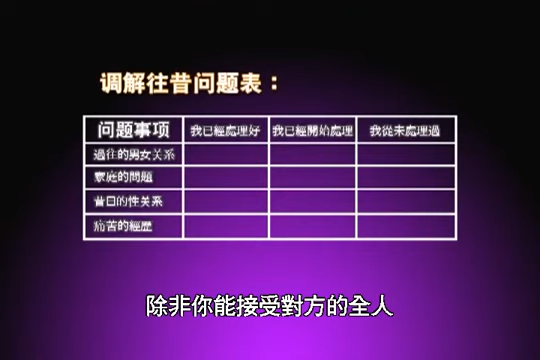 调解往昔问题表：
问题事项 我已經處理好 我已經開始處理 我從未處理過
過往的男女关系
家庭的問題
昔日的性关系
痛苦的經歷
除非你能接受對方的全人